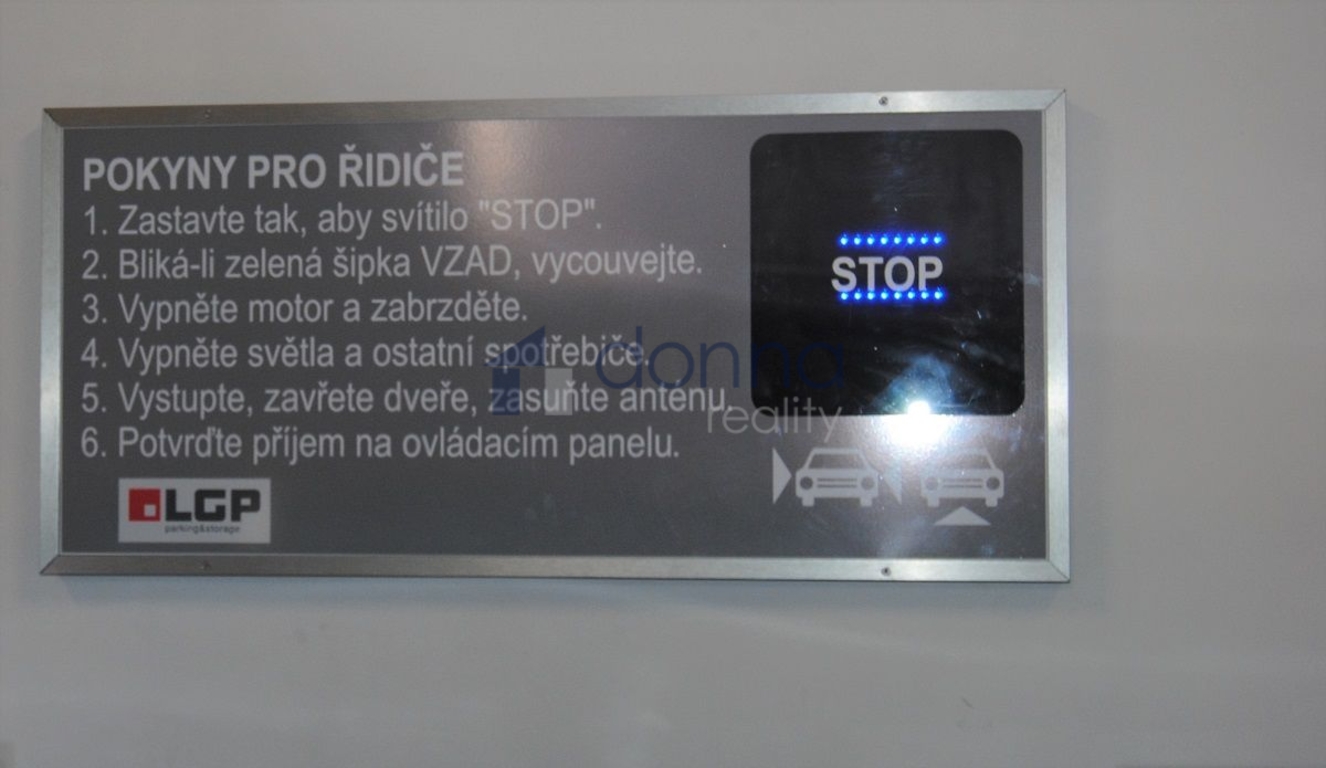 POKYNY PRO ŘIDIČE
1. Zastavte tak, aby svítilo "STOP".
2. Bliká-li zelená šipka VZAD, vycouvejte.
3. Vypněte motor a zabrzděte.
4. Vypněte světla a ostatní spotřebiče.
5. Vystupte, zavřete dveře, zasuňte anténu.
6. Potvrďte příjem na ovládacím panelu.
STOP
donna
reality
LGP
parking&storage